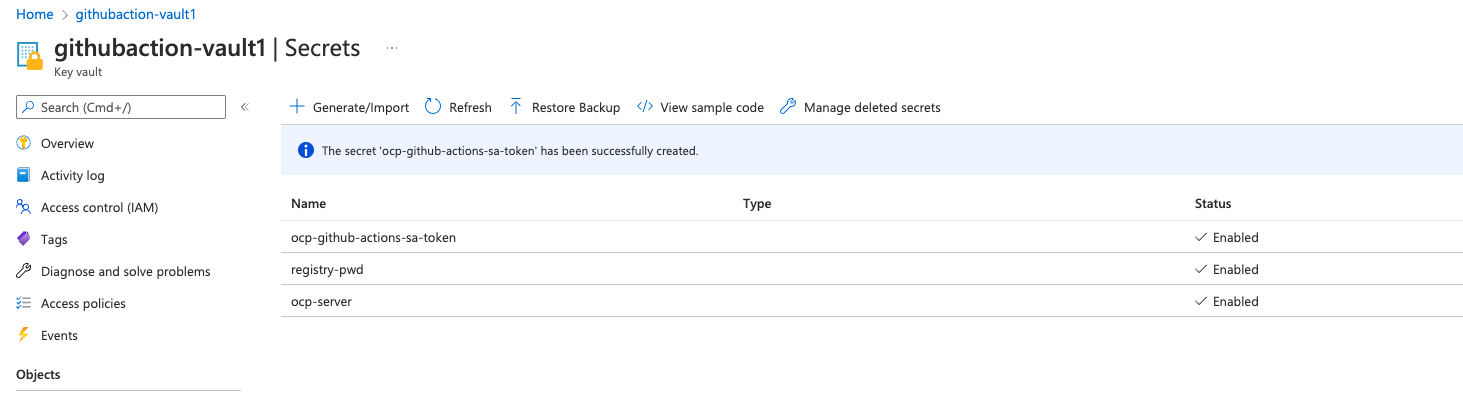 Home > githubaction-vault1
githubaction-vault1 | Secrets ...
Key vault
Search (Cmd+/) «
Overview
Activity log
Access control (IAM)
Tags
Diagnose and solve problems
Access policies
Events
Objects
Generate/Import Refresh Restore Backup View sample code Manage deleted secrets
The secret 'ocp-github-actions-sa-token' has been successfully created.
Name Type Status
ocp-github-actions-sa-token Enabled
registry-pwd Enabled
ocp-server Enabled